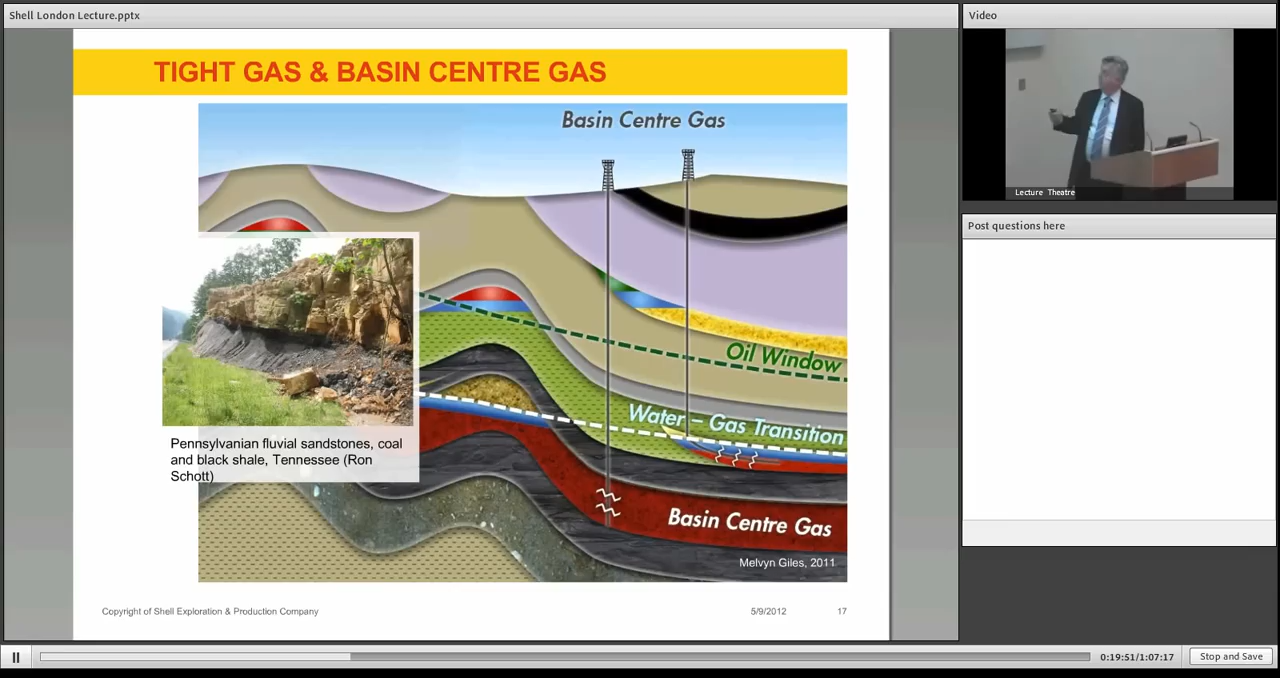 Shell London Lecture.pptx
Video
TIGHT GAS & BASIN CENTRE GAS
Basin Centre Gas
Lecture Theatre
Post questions here
Oil Window
Water – Gas Transition
Pennsylvanian fluvial sandstones, coal
and black shale, Tennessee (Ron
Schott)
Basin Centre Gas
Melvyn Giles, 2011
Copyright of Shell Exploration & Production Company
5/9/2012
17
0:19:51/1:07:17
Stop and Save